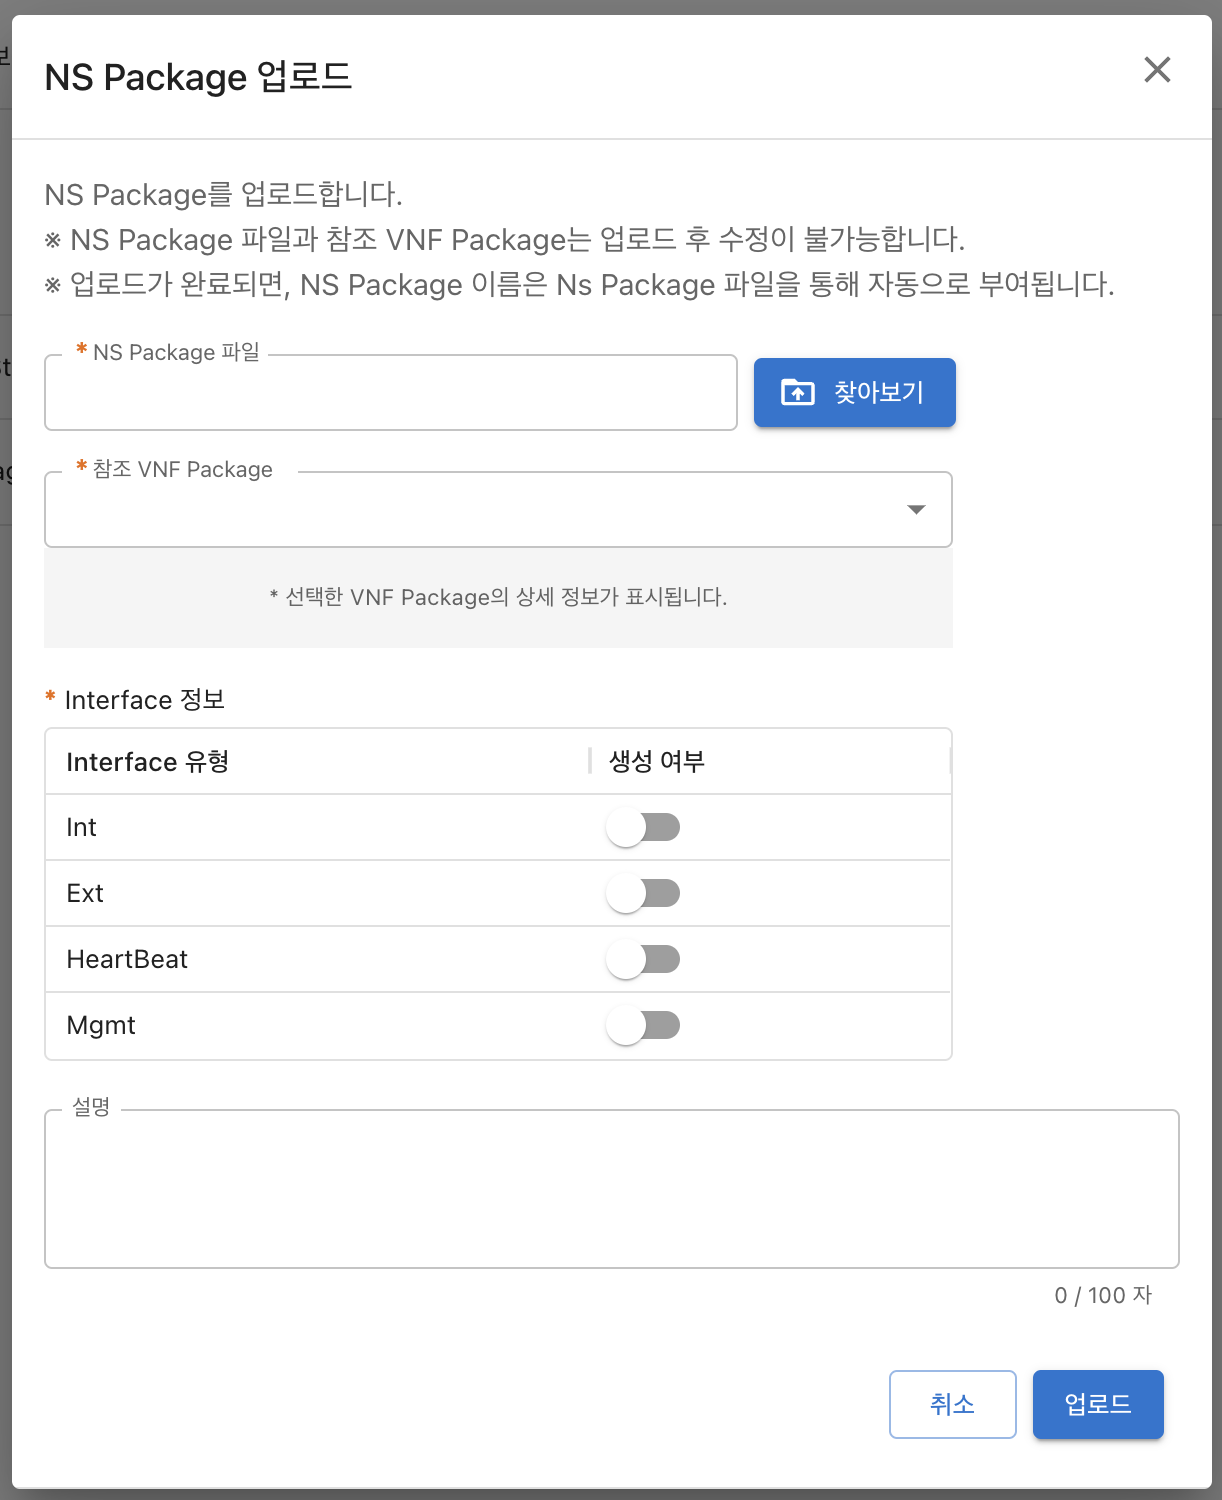 NS Package 업로드
NS Package를 업로드합니다.
※ NS Package 파일과 참조 VNF Package는 업로드 후 수정이 불가능합니다.
※ 업로드가 완료되면, NS Package 이름은 Ns Package 파일을 통해 자동으로 부여됩니다.
* NS Package 파일
찾아보기
* 참조 VNF Package
* 선택한 VNF Package의 상세 정보가 표시됩니다.
* Interface 정보
Interface 유형 생성 여부
Int
Ext
HeartBeat
Mgmt
설명
0 / 100 자
취소 업로드